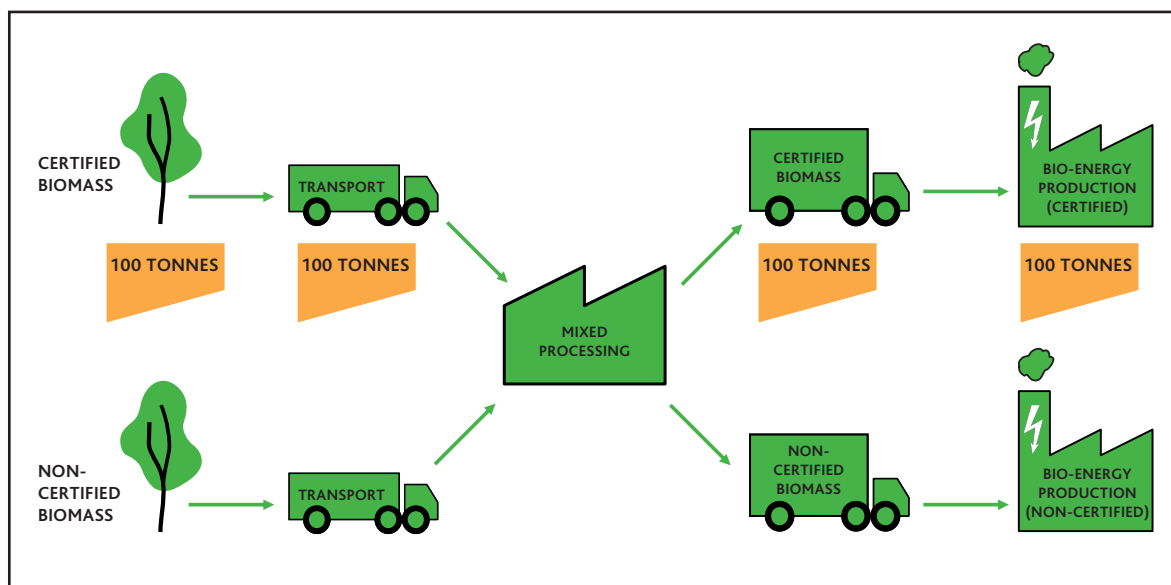 CERTIFIED
BIOMASS
TRANSPORT
CERTIFIED
BIOMASS
BIO-ENERGY
PRODUCTION
(CERTIFIED)
100 TONNES
100 TONNES
100 TONNES
100 TONNES
MIXED
PROCESSING
NON-
CERTIFIED
BIOMASS
TRANSPORT
NON-
CERTIFIED
BIOMASS
BIO-ENERGY
PRODUCTION
(NON-CERTIFIED)